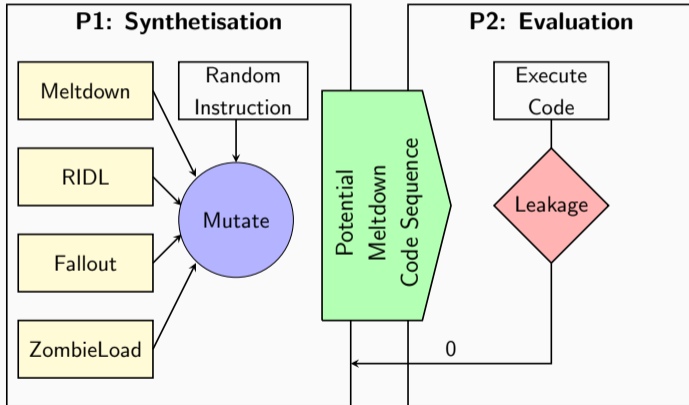 P1: Synthetisation
P2: Evaluation
Meltdown
Random
Instruction
RIDL
Mutate
Fallout
ZombieLoad
Potential
Meltdown
Code Sequence
Execute
Code
Leakage
0